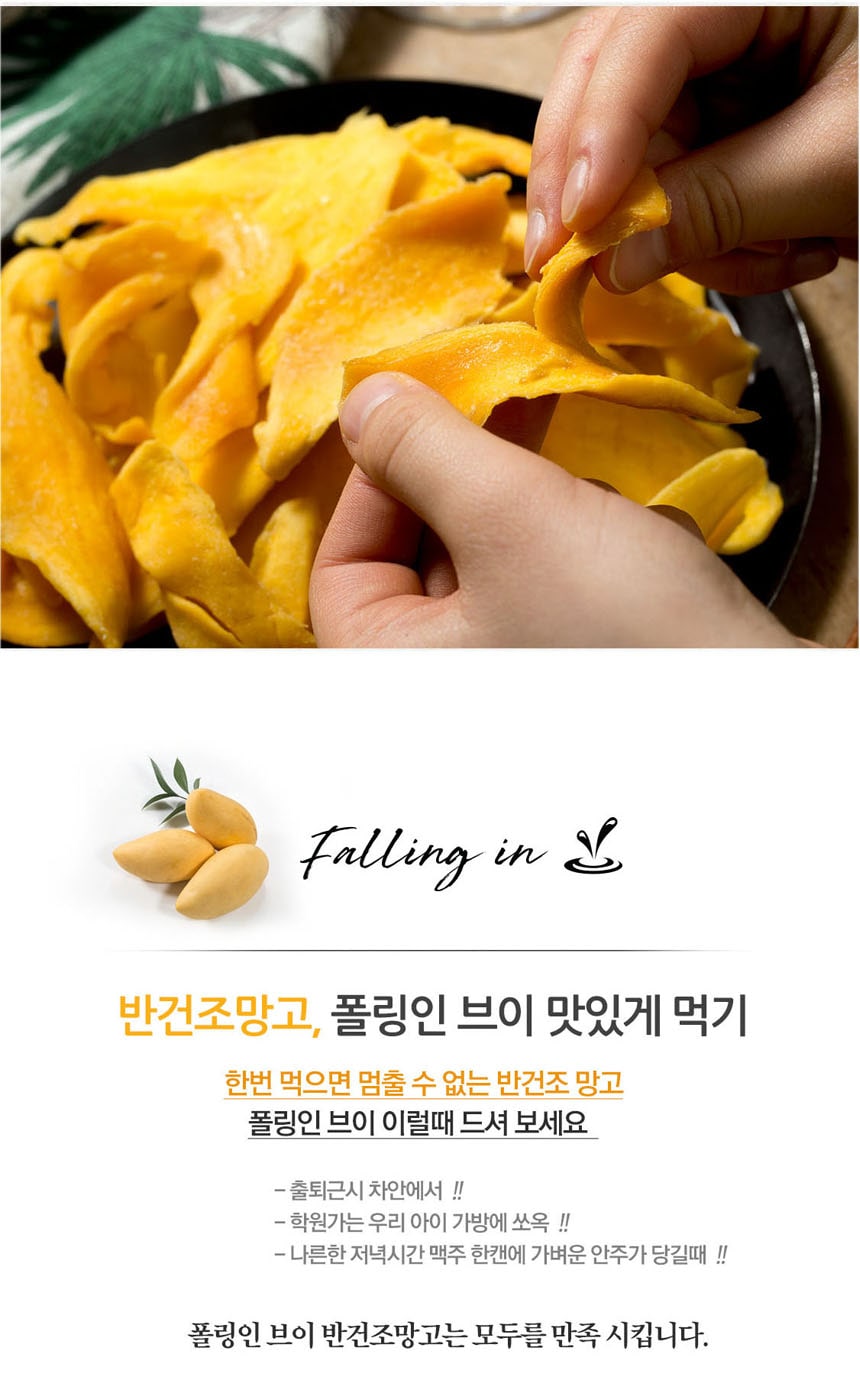 Falling in
반건조망고, 폴링인 브이 맛있게 먹기
한번 먹으면 멈출 수 없는 반건조 망고
폴링인 브이 이럴때 드셔 보세요
– 출퇴근시 차안에서 !!
– 학원가는 우리 아이 가방에 쏘옥 !!
– 나른한 저녁시간 맥주 한캔에 가벼운 안주가 당길때 !!
폴링인 브이 반건조망고는 모두를 만족 시킵니다.